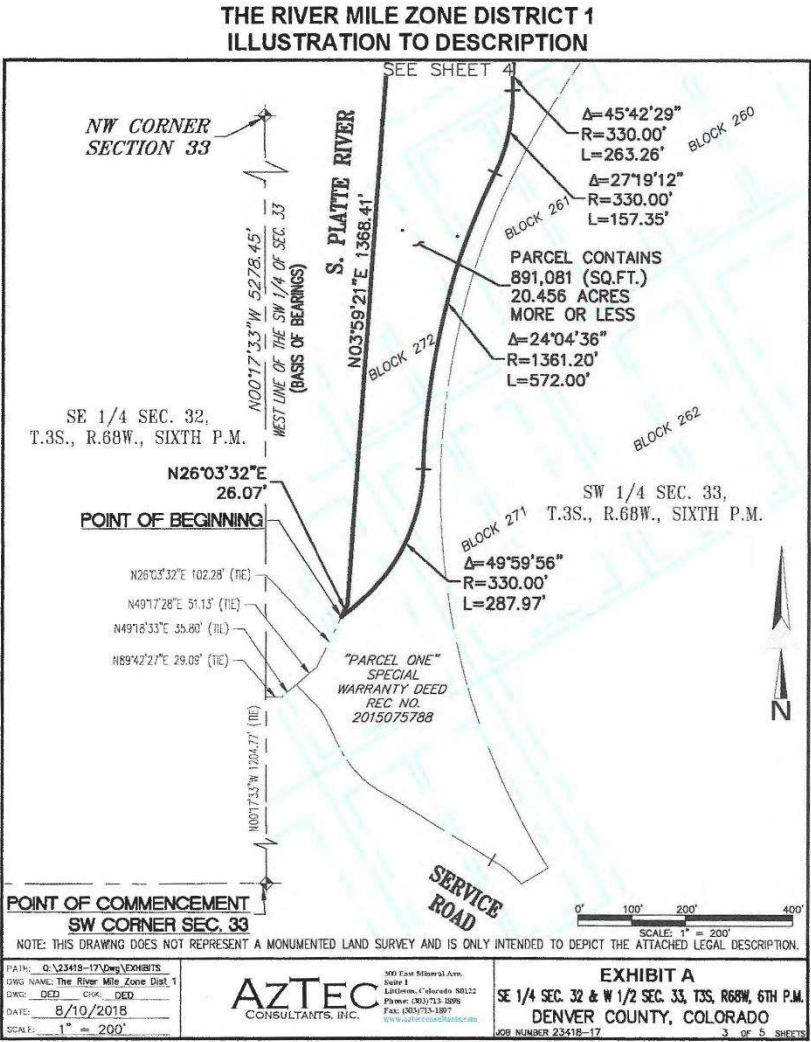 THE RIVER MILE ZONE DISTRICT 1
ILLUSTRATION TO DESCRIPTION
SEE SHEET 4
NW CORNER
SECTION 33
S. PLATTE RIVER
N03°59'21"E 1368.41'
N00°17'33"W 5278.45'
WEST LINE OF THE SW 1/4 OF SEC. 33
(BASIS OF BEARINGS)
Δ=45°42'29"
R=330.00'
L=263.26'
BLOCK 260
Δ=27°19'12"
R=330.00'
L=157.35'
BLOCK 261
PARCEL CONTAINS
891,081 (SQ.FT.)
20.456 ACRES
MORE OR LESS
BLOCK 272
Δ=24°04'36"
R=1361.20'
L=572.00'
SE 1/4 SEC. 32,
T.3S., R.68W., SIXTH P.M.
BLOCK 262
N26°03'32"E
26.07'
SW 1/4 SEC. 33,
T.3S., R.68W., SIXTH P.M.
POINT OF BEGINNING
BLOCK 271
Δ=49°59'56"
R=330.00'
L=287.97'
N26°03'32"E 102.28' (TIE)
N49°17'28"E 51.13' (TIE)
N49°18'33"E 35.80' (TIE)
N89°42'27"E 29.09' (TIE)
"PARCEL ONE"
SPECIAL
WARRANTY DEED
REC NO.
2015075788
N
N00°17'33"W 1204.77' (TIE)
SERVICE
ROAD
POINT OF COMMENCEMENT
SW CORNER SEC. 33
0' 100' 200' 400'
SCALE: 1" = 200'
NOTE: THIS DRAWING DOES NOT REPRESENT A MONUMENTED LAND SURVEY AND IS ONLY INTENDED TO DEPICT THE ATTACHED LEGAL DESCRIPTION.
PATH: Q:\23418-17\Dwg\EXHIBITS
DWG NAME: The River Mile Zone Dist 1
DWG: DED CHK: DED
DATE: 8/10/2018
SCALE: 1" = 200'
AZTEC
CONSULTANTS, INC.
300 East Mineral Ave.
Suite 1
Littleton, Colorado 80122
Phone: (303)713-1898
Fax: (303)713-1897
www.aztecconsultants.com
EXHIBIT A
SE 1/4 SEC. 32 & W 1/2 SEC. 33, T3S, R68W, 6TH P.M.
DENVER COUNTY, COLORADO
JOB NUMBER 23418-17 3 OF 5 SHEETS